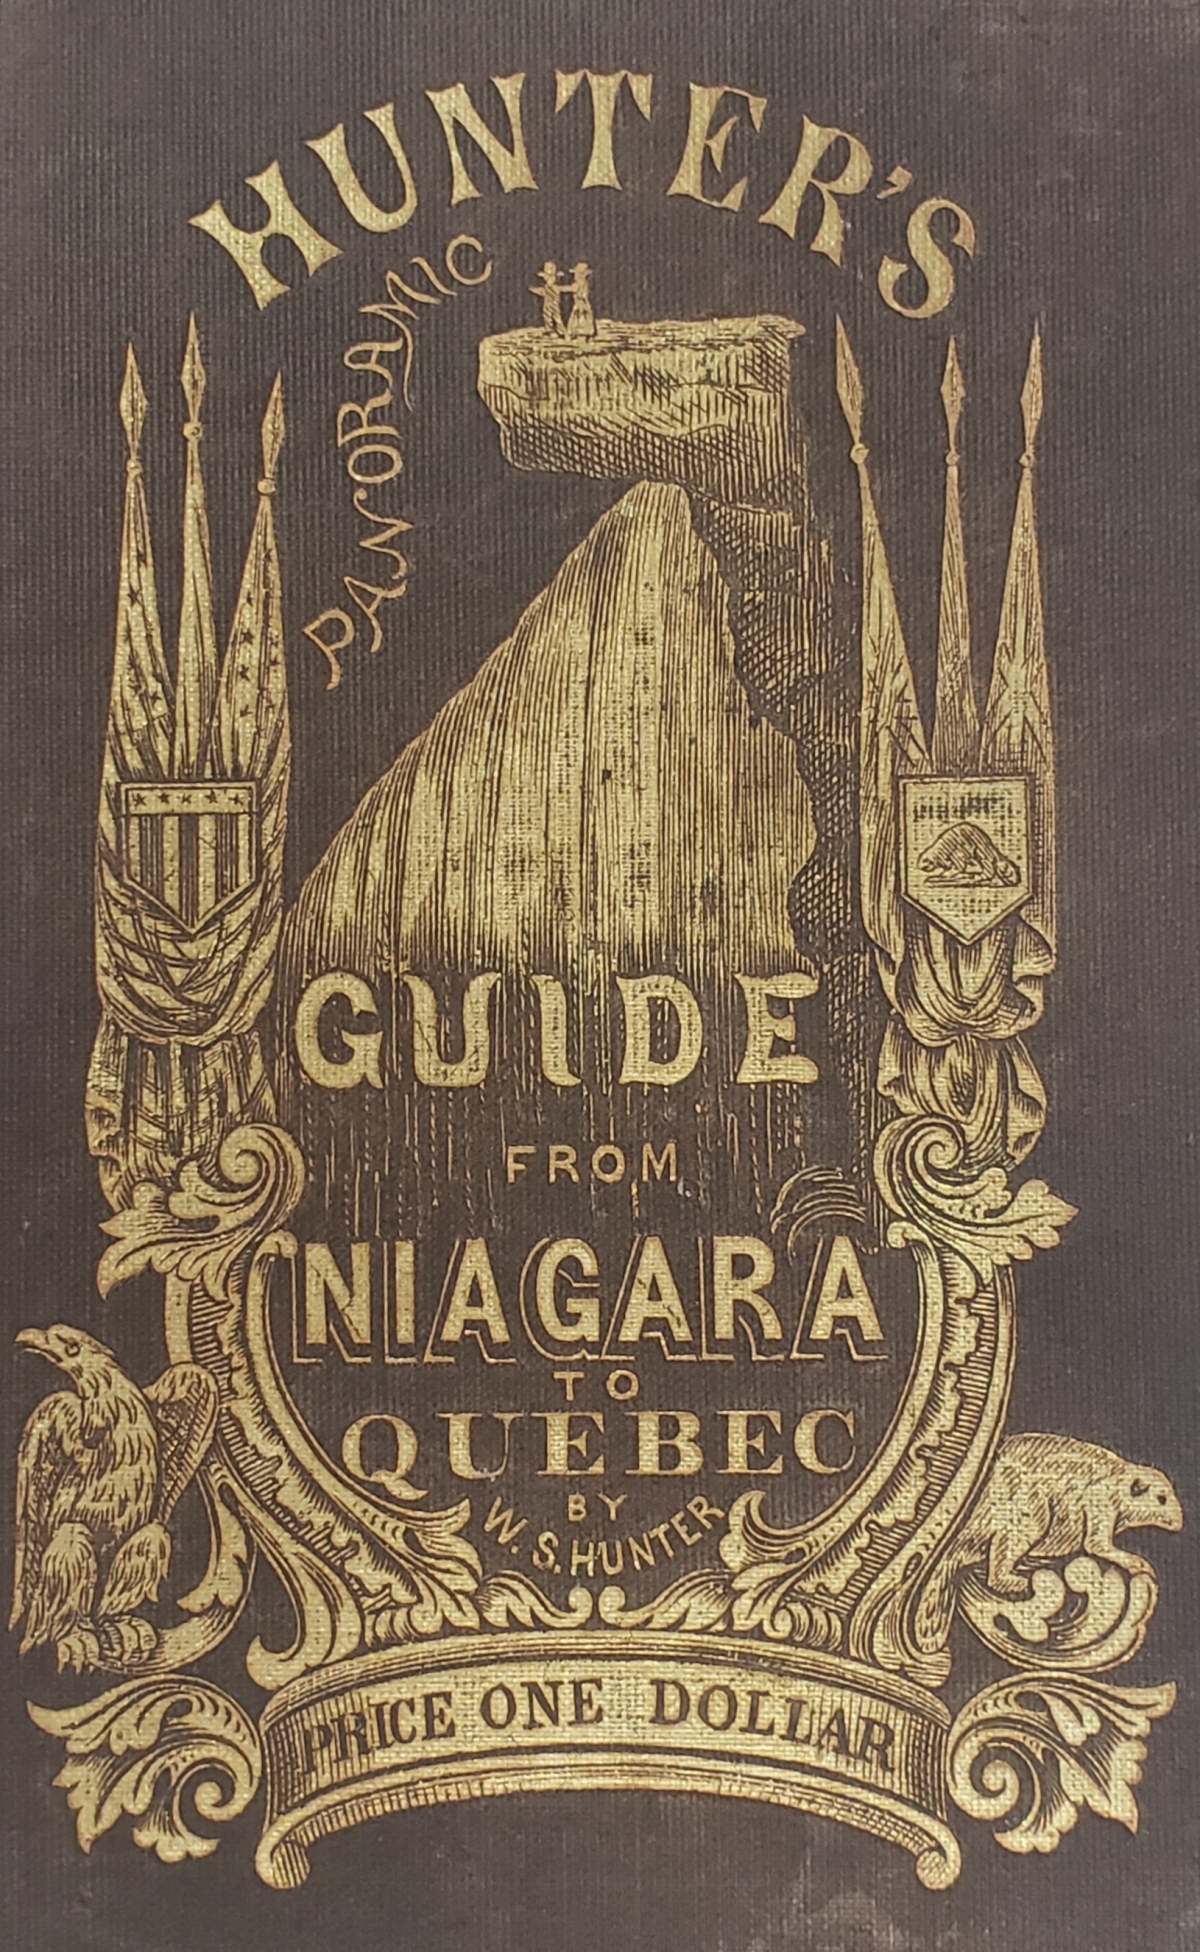 HUNTER'S
PANORAMIC
GUIDE
FROM
NIAGARA
TO
QUEBEC
BY
W. S. HUNTER
PRICE ONE DOLLAR